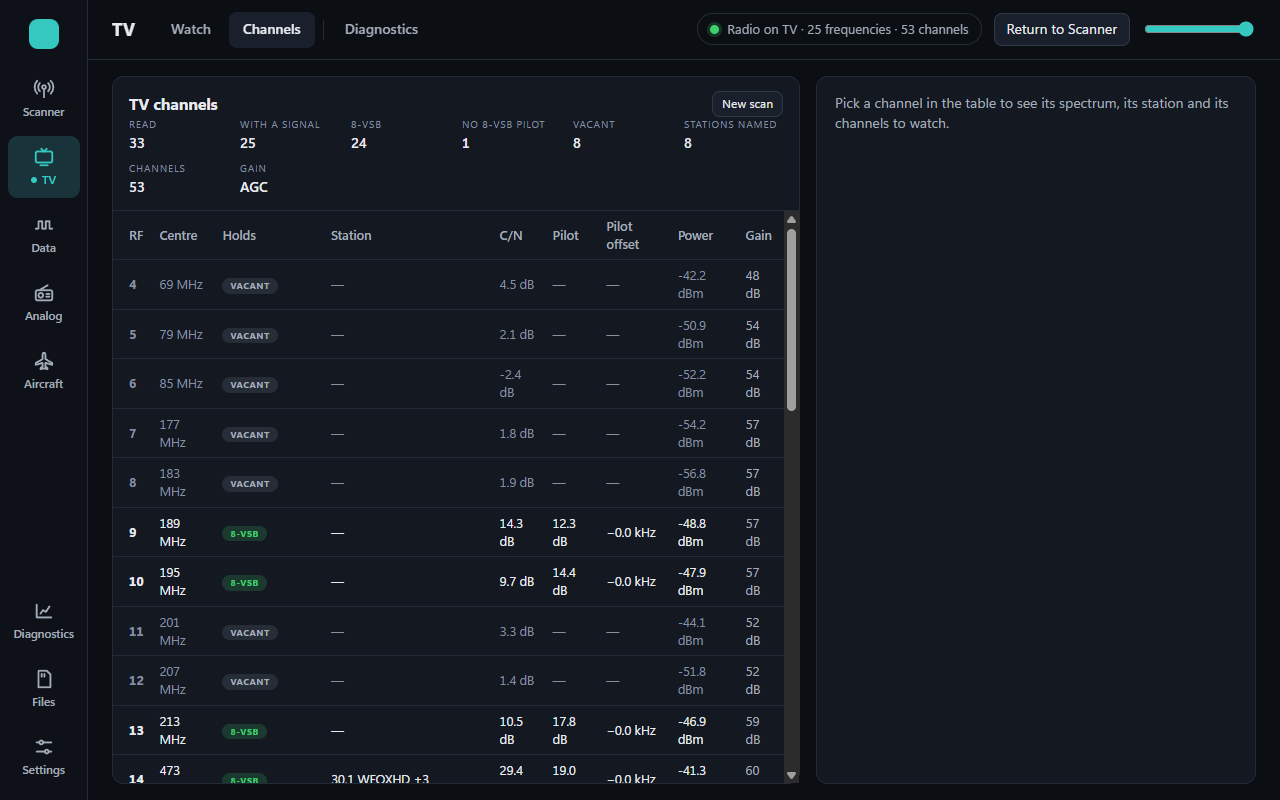 TV
Watch
Channels
Diagnostics
Radio on TV · 25 frequencies · 53 channels
Return to Scanner
Scanner
TV
Data
Analog
Aircraft
Diagnostics
Files
Settings
TV channels
New scan
READ
33
WITH A SIGNAL
25
8-VSB
24
NO 8-VSB PILOT
1
VACANT
8
STATIONS NAMED
8
CHANNELS
53
GAIN
AGC
RF Centre Holds Station C/N Pilot Pilot offset Power Gain
4 69 MHz VACANT — 4.5 dB — — -42.2 dBm 48 dB
5 79 MHz VACANT — 2.1 dB — — -50.9 dBm 54 dB
6 85 MHz VACANT — -2.4 dB — — -52.2 dBm 54 dB
7 177 MHz VACANT — 1.8 dB — — -54.2 dBm 57 dB
8 183 MHz VACANT — 1.9 dB — — -56.8 dBm 57 dB
9 189 MHz 8-VSB — 14.3 dB 12.3 dB −0.0 kHz -48.8 dBm 57 dB
10 195 MHz 8-VSB — 9.7 dB 14.4 dB −0.0 kHz -47.9 dBm 57 dB
11 201 MHz VACANT — 3.3 dB — — -44.1 dBm 52 dB
12 207 MHz VACANT — 1.4 dB — — -51.8 dBm 52 dB
13 213 MHz 8-VSB — 10.5 dB 17.8 dB −0.0 kHz -46.9 dBm 59 dB
14 473 8-VSB 30.1 WFOXHD +3 29.4 19.0 −0.0 kHz -41.3 60
Pick a channel in the table to see its spectrum, its station and its
channels to watch.